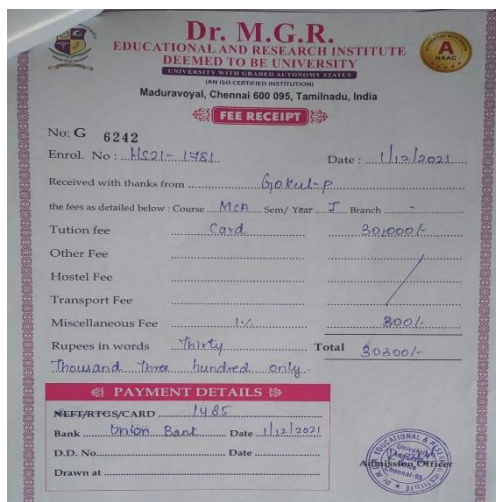 Dr. M.G.R.
EDUCATIONAL AND RESEARCH INSTITUTE
DEEMED TO BE UNIVERSITY
UNIVERSITY WITH GRADED AUTONOMY STATUS
(AN ISO CERTIFIED INSTITUTION)
Maduravoyal, Chennai 600 095, Tamilnadu, India
A
NAAC
FEE RECEIPT
No: G 6242
Enrol. No : HS21-1781 Date : 1/12/2021
Received with thanks from Gokul-P
the fees as detailed below : Course MCA Sem/ Year I Branch -
Tution fee Card 30,000/-
Other Fee
Hostel Fee
Transport Fee
Miscellaneous Fee 1% 300/-
Rupees in words Thirty Total 30300/-
Thousand Three hundred only.
PAYMENT DETAILS
NEFT/RTGS/CARD 1485
Bank Union Bank Date 1/12/2021
D.D. No. Date
Drawn at
Admission Officer